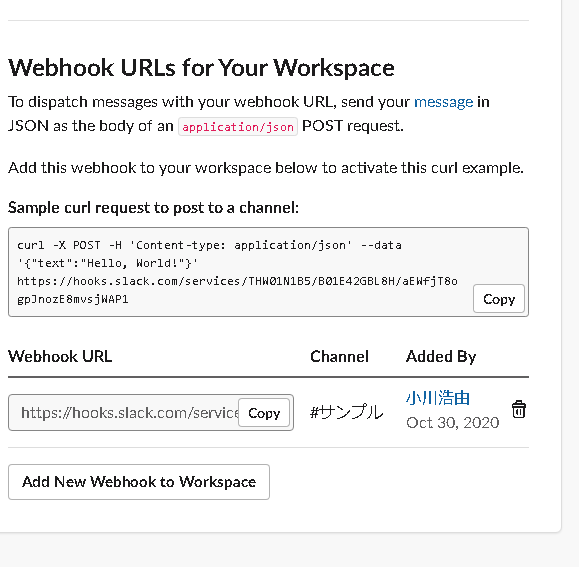 Webhook URLs for Your Workspace
To dispatch messages with your webhook URL, send your message in
JSON as the body of an application/json POST request.
Add this webhook to your workspace below to activate this curl example.
Sample curl request to post to a channel:
curl -X POST -H 'Content-type: application/json' --data
'{"text":"Hello, World!"}'
https://hooks.slack.com/services/THW01N1B5/B01E42GBL8H/aEWfjT8o
gpJnozE8mvsjWAP1
Copy
Webhook URL Channel Added By
https://hooks.slack.com/service Copy #サンプル 小川浩由
Oct 30, 2020
Add New Webhook to Workspace